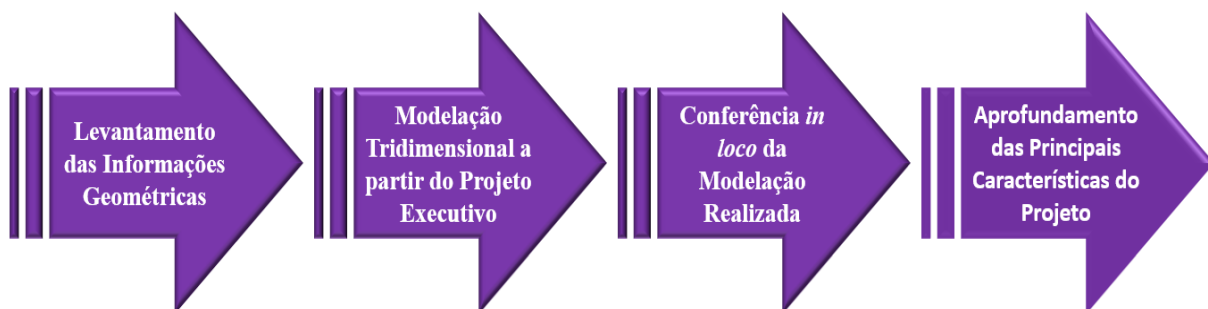 Levantamento
das Informações
Geométricas
Modelação
Tridimensional a
partir do Projeto
Executivo
Conferência in
loco da
Modelação
Realizada
Aprofundamento
das Principais
Características do
Projeto